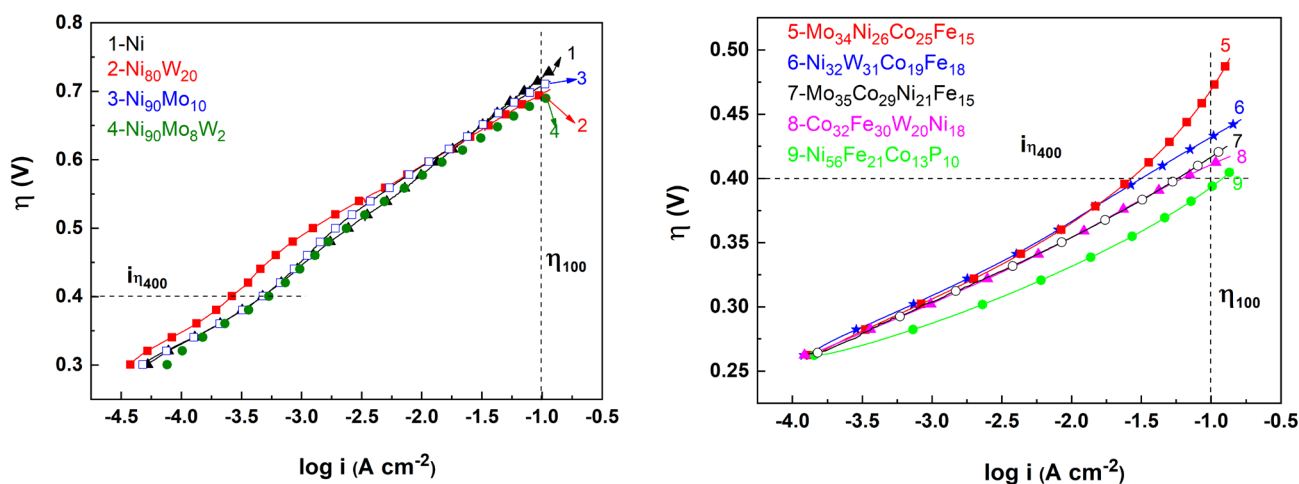 1-Ni
2-Ni80W20
3-Ni90Mo10
4-Ni90Mo8W2
0.8
0.7
0.6
0.5
0.4
0.3
η (V)
iη400
η100
1
3
2
4
-4.5 -4.0 -3.5 -3.0 -2.5 -2.0 -1.5 -1.0 -0.5
log i (A cm-2)
5-Mo34Ni26Co25Fe15
6-Ni32W31Co19Fe18
7-Mo35Co29Ni21Fe15
8-Co32Fe30W20Ni18
9-Ni56Fe21Co13P10
0.50
0.45
0.40
0.35
0.30
0.25
η (V)
iη400
η100
5
6
7
8
9
-4.0 -3.5 -3.0 -2.5 -2.0 -1.5 -1.0 -0.5
log i (A cm-2)